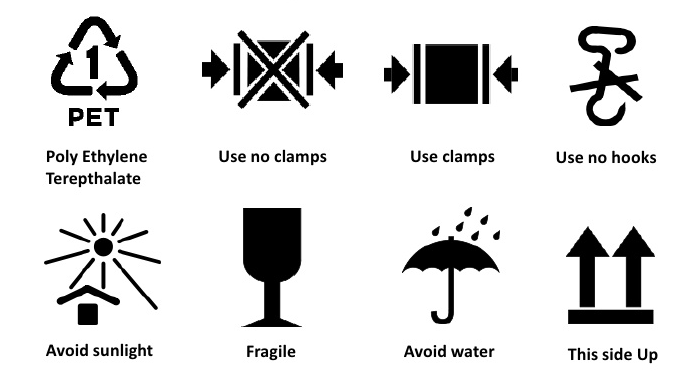 1
PET
Poly Ethylene
Terepthalate
Use no clamps
Use clamps
Use no hooks
Avoid sunlight
Fragile
Avoid water
This side Up